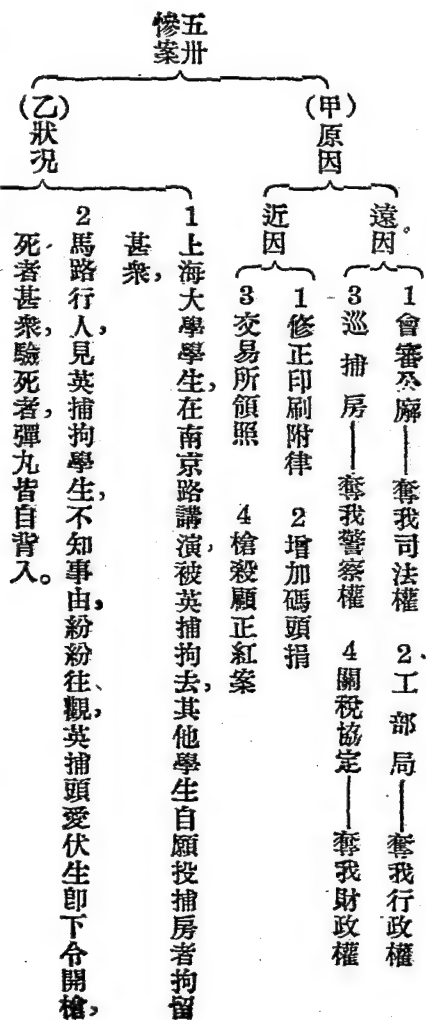 五卅
慘案
(甲)原因
遠因
1會審公廨——奪我司法權 2工部局——奪我行政權
3巡捕房——奪我警察權 4關稅協定——奪我財政權
近因
1修正印刷附律 2增加碼頭捐
3交易所領照 4槍殺顧正紅案
(乙)狀況
1上海大學學生,在南京路講演,被英捕拘去,其他學生自願投捕房者拘留
甚衆,
2馬路行人,見英捕拘學生,不知事由,紛紛往、觀,英捕頭愛伏生卽下令開槍,
死者甚衆,驗死者,彈丸皆自背入。